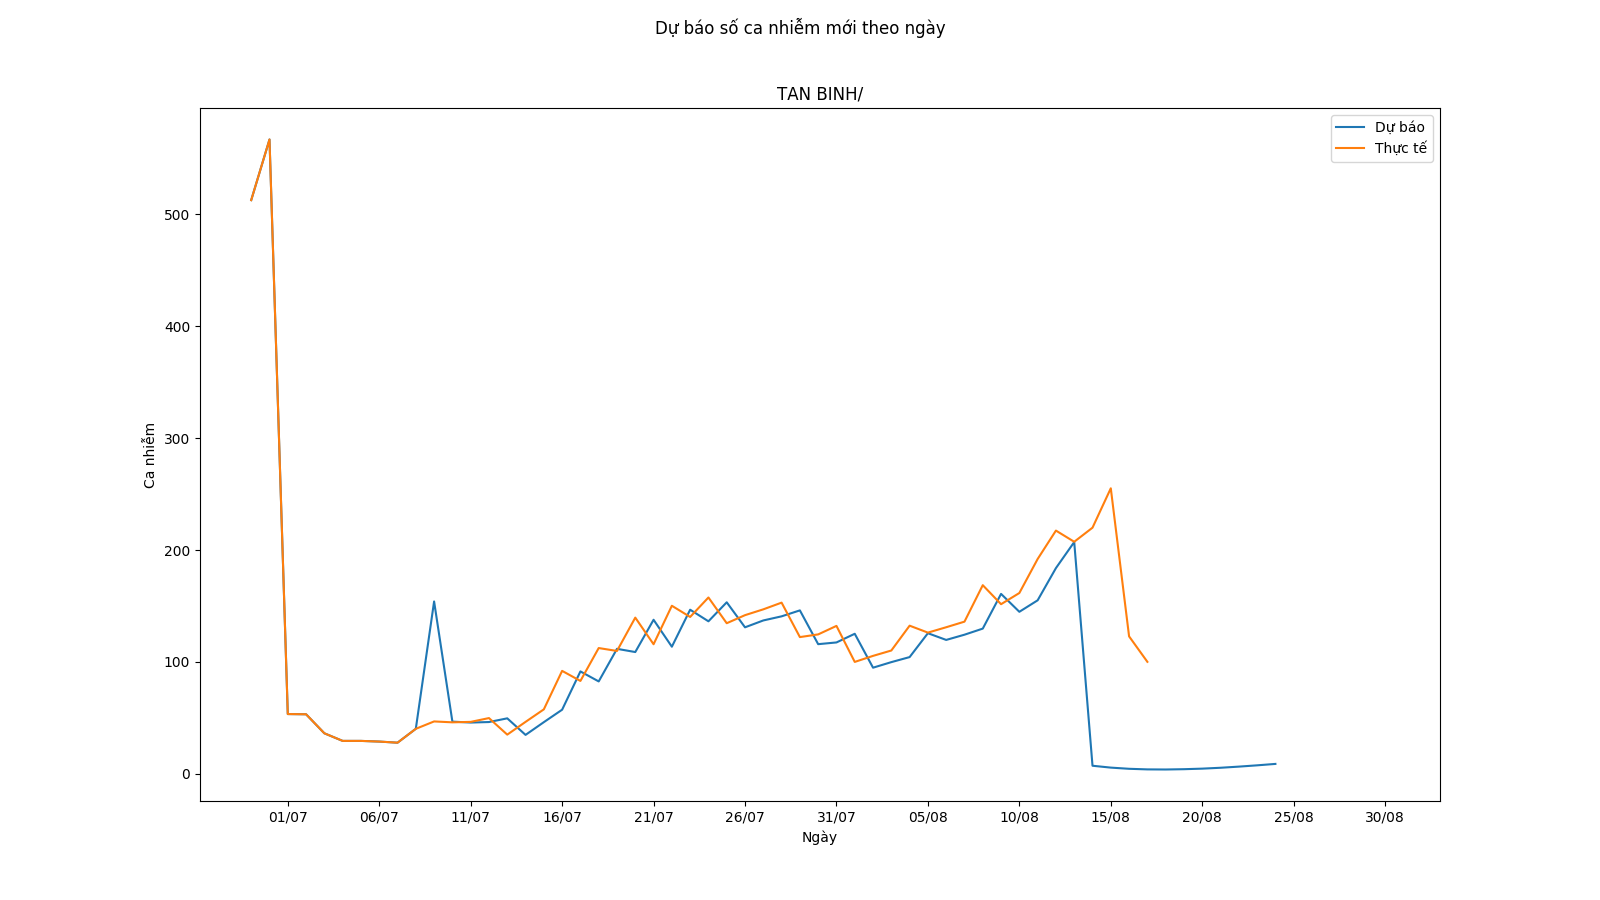 Dự báo số ca nhiễm mới theo ngày
TAN BINH/
Dự báo
Thực tế
Ca nhiễm
500
400
300
200
100
0
01/07 06/07 11/07 16/07 21/07 26/07 31/07 05/08 10/08 15/08 20/08 25/08 30/08
Ngày